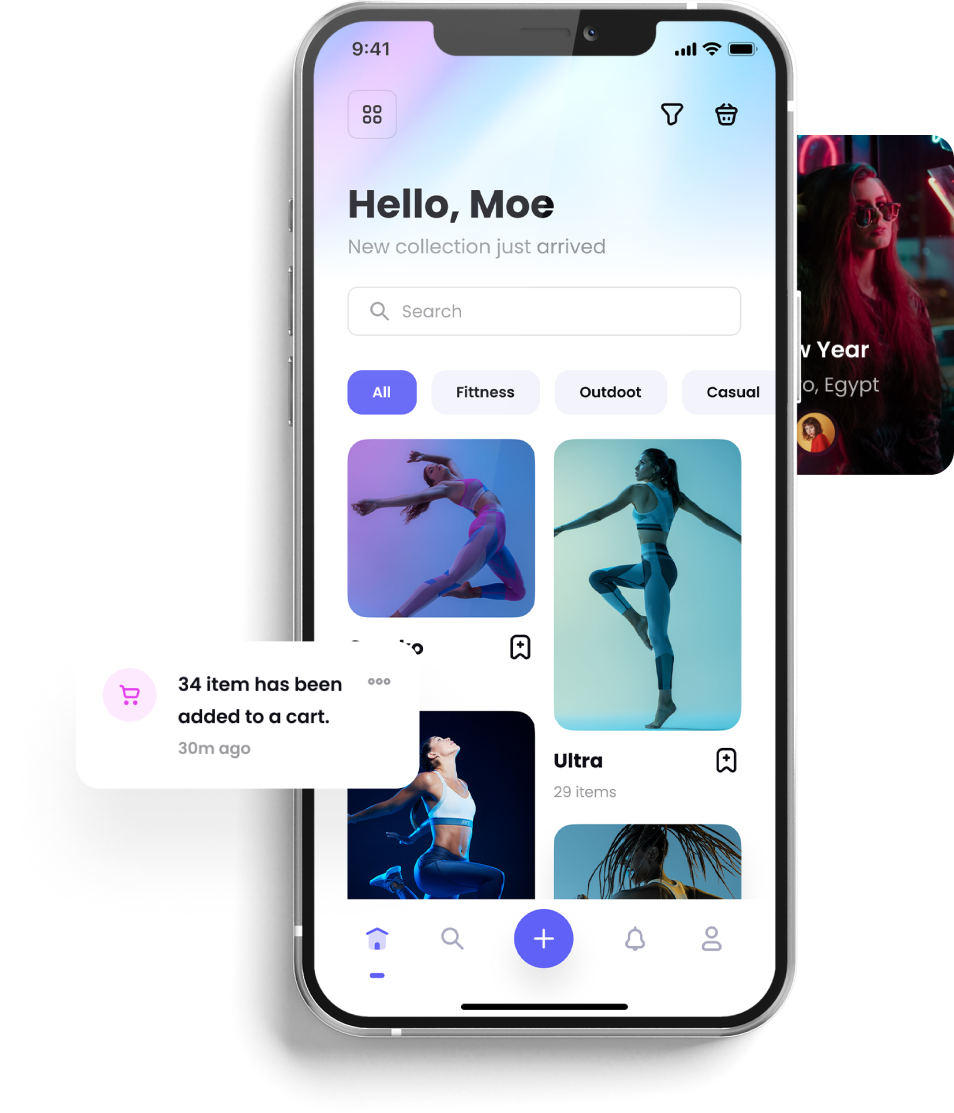 9:41
Hello, Moe
New collection just arrived
Search
All
Fittness
Outdoot
Casual
34 item has been
added to a cart.
30m ago
Ultra
29 items
Year
Egypt